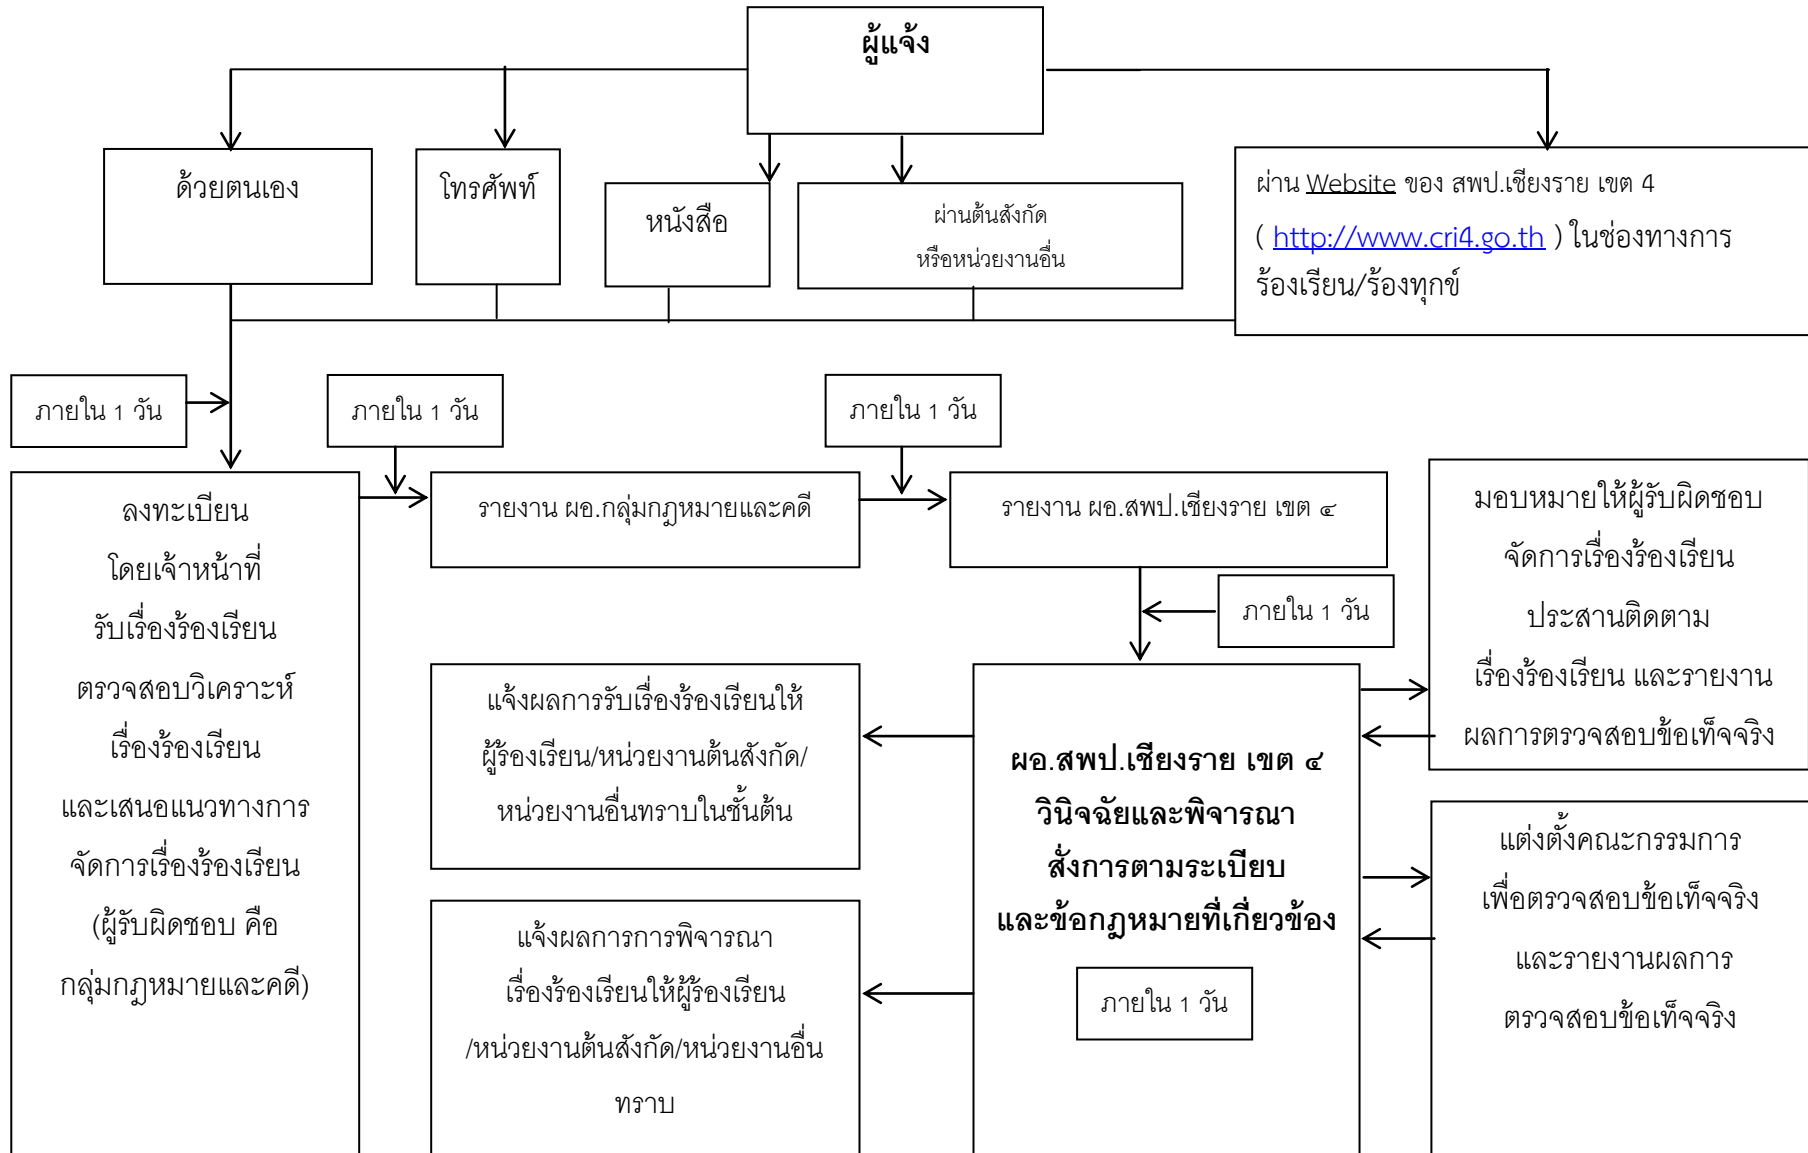 ผู้แจ้ง
ด้วยตนเอง
โทรศัพท์
หนังสือ
ผ่านต้นสังกัด
หรือหน่วยงานอื่น
ผ่าน Website ของ สพป.เชียงราย เขต 4
( http://www.cri4.go.th ) ในช่องทางการ
ร้องเรียน/ร้องทุกข์
ภายใน 1 วัน
ภายใน 1 วัน
ภายใน 1 วัน
ลงทะเบียน
โดยเจ้าหน้าที่
รับเรื่องร้องเรียน
ตรวจสอบวิเคราะห์
เรื่องร้องเรียน
และเสนอแนวทางการ
จัดการเรื่องร้องเรียน
(ผู้รับผิดชอบ คือ
กลุ่มกฎหมายและคดี)
รายงาน ผอ.กลุ่มกฎหมายและคดี
รายงาน ผอ.สพป.เชียงราย เขต ๔
ภายใน 1 วัน
มอบหมายให้ผู้รับผิดชอบ
จัดการเรื่องร้องเรียน
ประสานติดตาม
เรื่องร้องเรียน และรายงาน
ผลการตรวจสอบข้อเท็จจริง
แจ้งผลการรับเรื่องร้องเรียนให้
ผู้ร้องเรียน/หน่วยงานต้นสังกัด/
หน่วยงานอื่นทราบในชั้นต้น
ผอ.สพป.เชียงราย เขต ๔
วินิจฉัยและพิจารณา
สั่งการตามระเบียบ
และข้อกฎหมายที่เกี่ยวข้อง
ภายใน 1 วัน
แต่งตั้งคณะกรรมการ
เพื่อตรวจสอบข้อเท็จจริง
และรายงานผลการ
ตรวจสอบข้อเท็จจริง
แจ้งผลการการพิจารณา
เรื่องร้องเรียนให้ผู้ร้องเรียน
/หน่วยงานต้นสังกัด/หน่วยงานอื่น
ทราบ